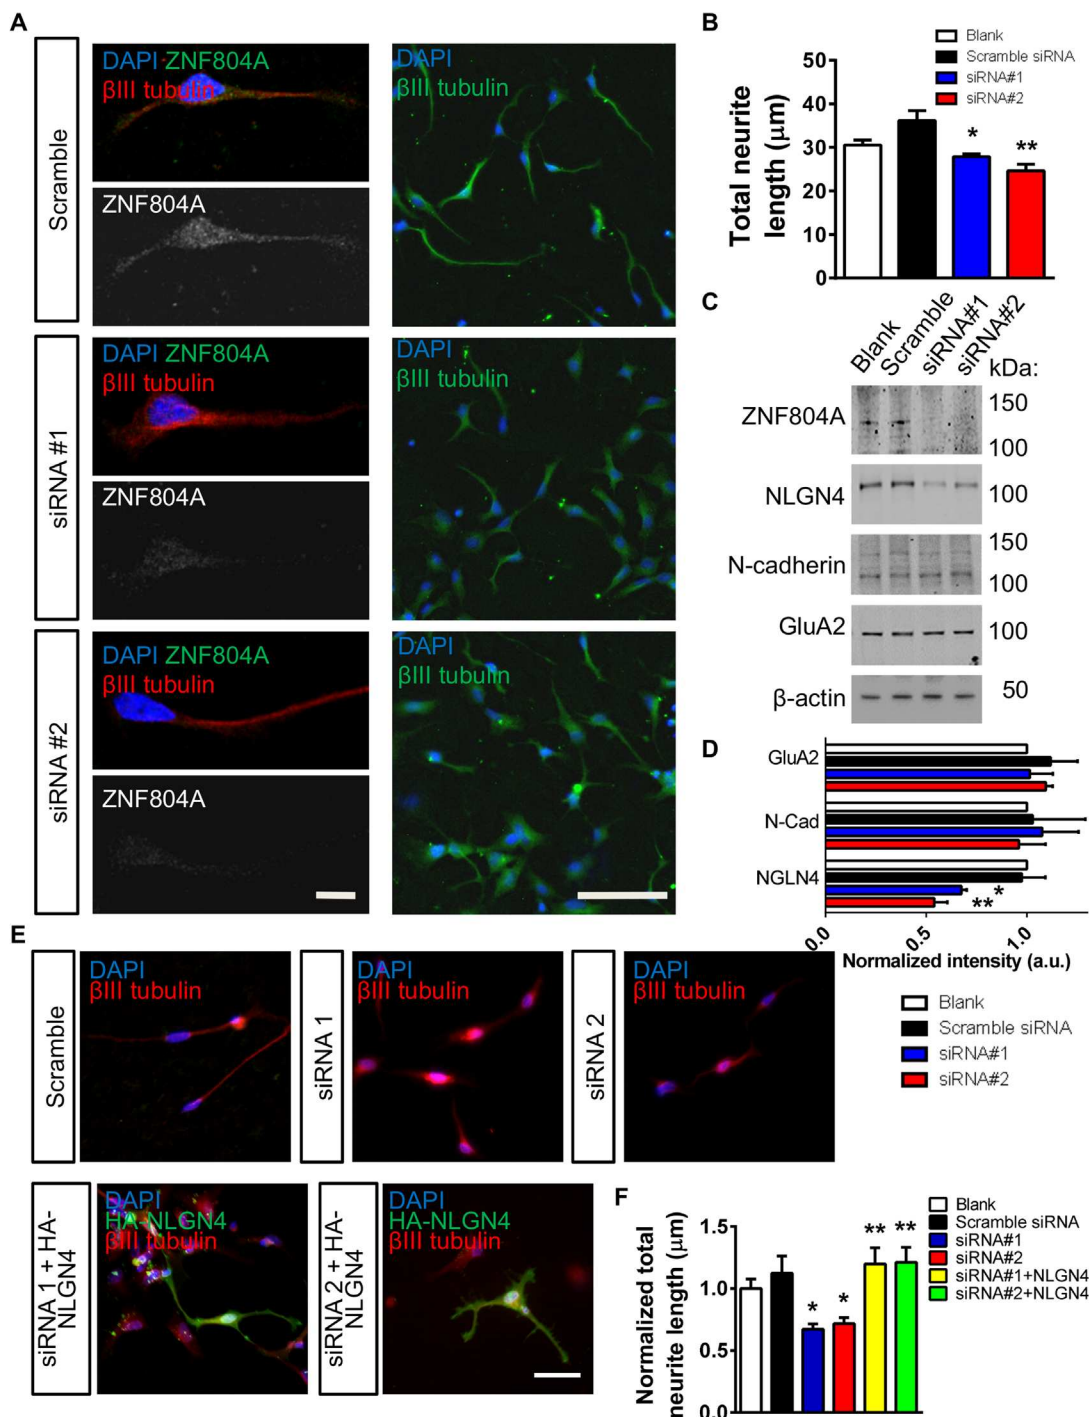 A
Scramble
DAPI ZNF804A
βIII tubulin
ZNF804A
DAPI
βIII tubulin
siRNA #1
DAPI ZNF804A
βIII tubulin
ZNF804A
DAPI
βIII tubulin
siRNA #2
DAPI ZNF804A
βIII tubulin
ZNF804A
DAPI
βIII tubulin
B
Blank
Scramble siRNA
siRNA#1
siRNA#2
Total neurite
length (μm)
50
40
30
20
10
0
*
**
C
Blank
Scramble
siRNA#1
siRNA#2
kDa:
ZNF804A
150
100
NLGN4
100
N-cadherin
150
100
GluA2
100
β-actin
50
D
GluA2
N-Cad
NGLN4
*
**
0.0
0.5
1.0
Normalized intensity (a.u.)
Blank
Scramble siRNA
siRNA#1
siRNA#2
E
Scramble
DAPI
βIII tubulin
siRNA 1
DAPI
βIII tubulin
siRNA 2
DAPI
βIII tubulin
siRNA 1 + HA-
NLGN4
DAPI
HA-NLGN4
βIII tubulin
siRNA 2 + HA-
NLGN4
DAPI
HA-NLGN4
βIII tubulin
F
Blank
Scramble siRNA
siRNA#1
siRNA#2
siRNA#1+NLGN4
siRNA#2+NLGN4
Normalized total
neurite length (μm)
1.5
1.0
0.5
0.0
*
*
**
**